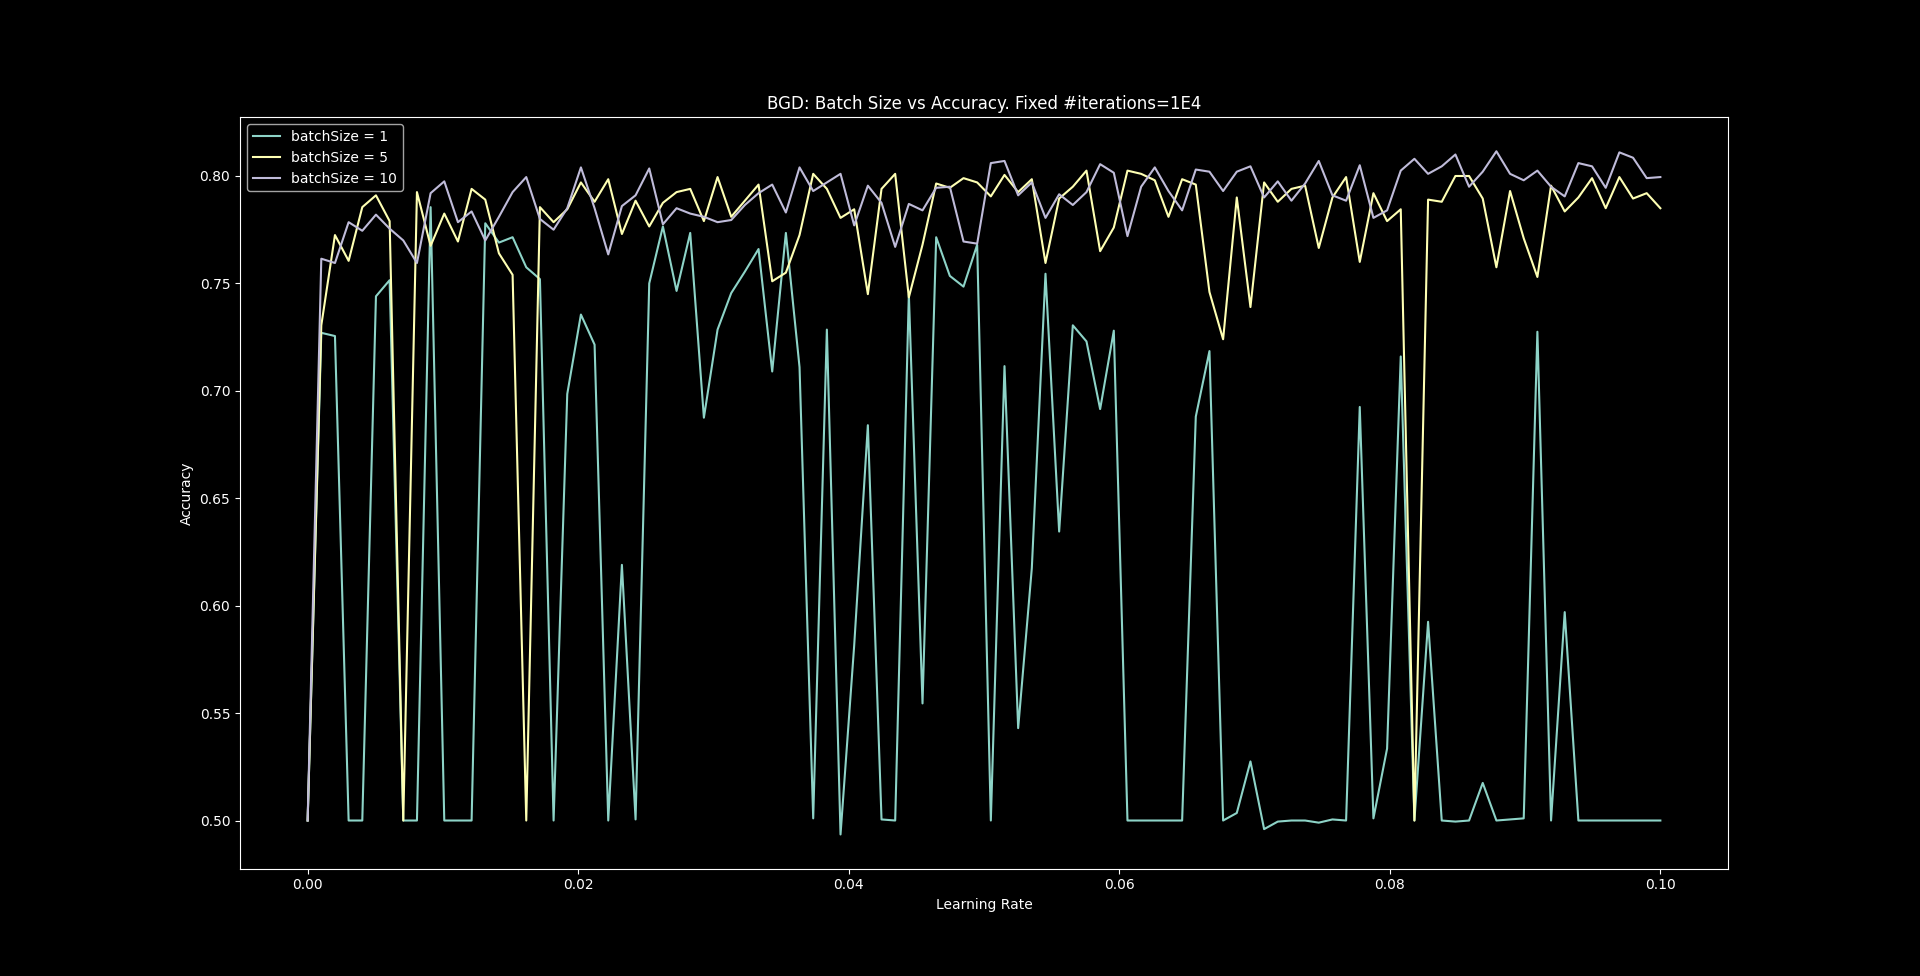 BGD: Batch Size vs Accuracy. Fixed #iterations=1E4
batchSize = 1
batchSize = 5
batchSize = 10
0.80
0.75
0.70
0.65
0.60
0.55
0.50
Accuracy
0.00 0.02 0.04 0.06 0.08 0.10
Learning Rate